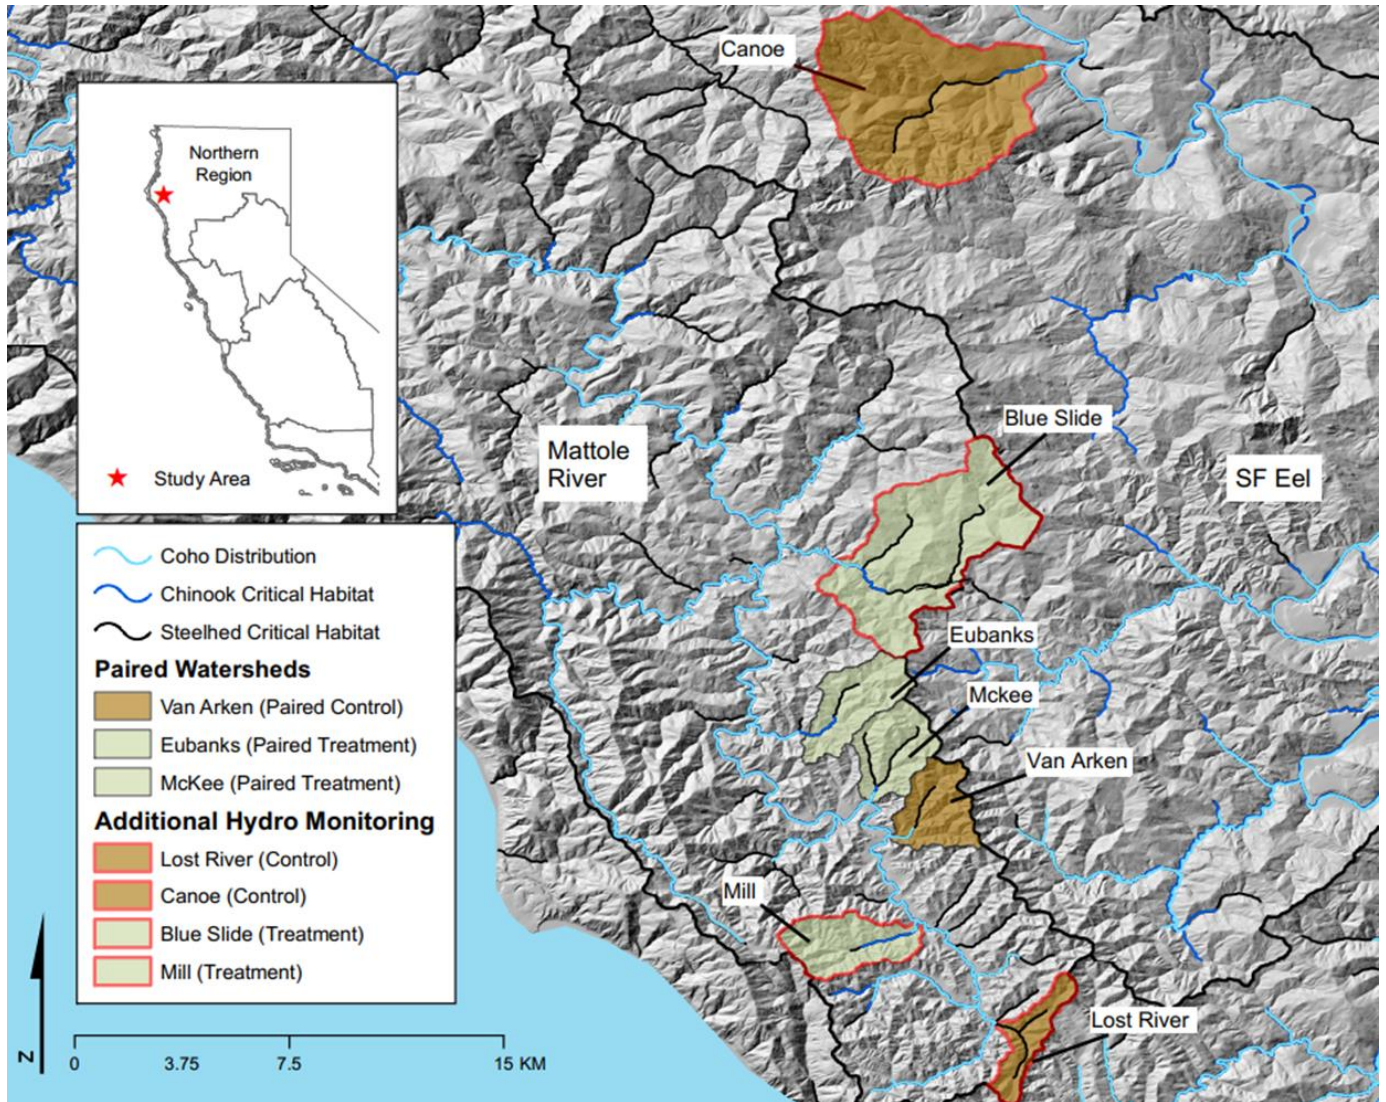 Canoe
Northern
Region
Study Area
Blue Slide
Mattole
River
SF Eel
Coho Distribution
Chinook Critical Habitat
Steelhed Critical Habitat
Eubanks
Paired Watersheds
Mckee
Van Arken (Paired Control)
Eubanks (Paired Treatment)
Van Arken
McKee (Paired Treatment)
Additional Hydro Monitoring
Lost River (Control)
Canoe (Control)
Mill
Blue Slide (Treatment)
Mill (Treatment)
Lost River
N
0 3.75 7.5 15 KM